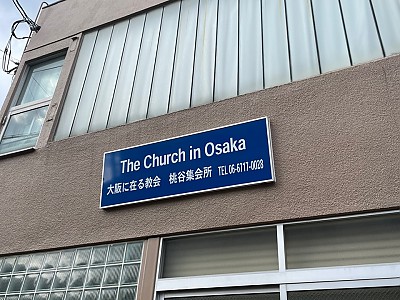 The Church in Osaka
大阪に在る教会 桃谷集会所 TEL 06-6717-0028